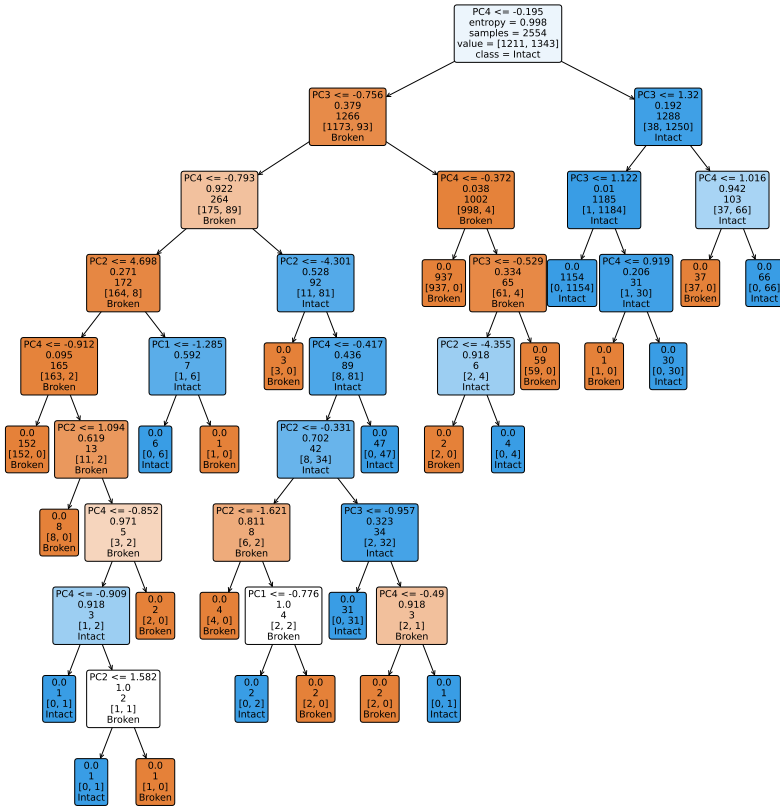 PC4 <= -0.195
entropy = 0.998
samples = 2554
value = [1211, 1343]
class = Intact
PC3 <= -0.756
0.379
1266
[1173, 93]
Broken
PC3 <= 1.32
0.192
1288
[38, 1250]
Intact
PC4 <= -0.793
0.922
264
[175, 89]
Broken
PC4 <= -0.372
0.038
1002
[998, 4]
Broken
PC3 <= 1.122
0.01
1185
[1, 1184]
Intact
PC4 <= 1.016
0.942
103
[37, 66]
Intact
PC2 <= 4.698
0.271
172
[164, 8]
Broken
PC2 <= -4.301
0.528
92
[11, 81]
Intact
0.0
937
[937, 0]
Broken
PC3 <= -0.529
0.334
65
[61, 4]
Broken
0.0
1154
[0, 1154]
Intact
PC4 <= 0.919
0.206
31
[1, 30]
Intact
0.0
37
[37, 0]
Broken
0.0
66
[0, 66]
Intact
PC4 <= -0.912
0.095
165
[163, 2]
Broken
PC1 <= -1.285
0.592
7
[1, 6]
Intact
0.0
3
[3, 0]
Broken
PC4 <= -0.417
0.436
89
[8, 81]
Intact
PC2 <= -4.355
0.918
6
[2, 4]
Intact
0.0
59
[59, 0]
Broken
0.0
1
[1, 0]
Broken
0.0
30
[0, 30]
Intact
0.0
152
[152, 0]
Broken
PC2 <= 1.094
0.619
13
[11, 2]
Broken
0.0
6
[0, 6]
Intact
0.0
1
[1, 0]
Broken
PC2 <= -0.331
0.702
42
[8, 34]
Intact
0.0
47
[0, 47]
Intact
0.0
2
[2, 0]
Broken
0.0
4
[0, 4]
Intact
0.0
8
[8, 0]
Broken
PC4 <= -0.852
0.971
5
[3, 2]
Broken
PC2 <= -1.621
0.811
8
[6, 2]
Broken
PC3 <= -0.957
0.323
34
[2, 32]
Intact
PC4 <= -0.909
0.918
3
[1, 2]
Intact
0.0
2
[2, 0]
Broken
0.0
4
[4, 0]
Broken
PC1 <= -0.776
1.0
4
[2, 2]
Broken
0.0
31
[0, 31]
Intact
PC4 <= -0.49
0.918
3
[2, 1]
Broken
0.0
1
[0, 1]
Intact
PC2 <= 1.582
1.0
2
[1, 1]
Broken
0.0
2
[0, 2]
Intact
0.0
2
[2, 0]
Broken
0.0
2
[2, 0]
Broken
0.0
1
[0, 1]
Intact
0.0
1
[0, 1]
Intact
0.0
1
[1, 0]
Broken